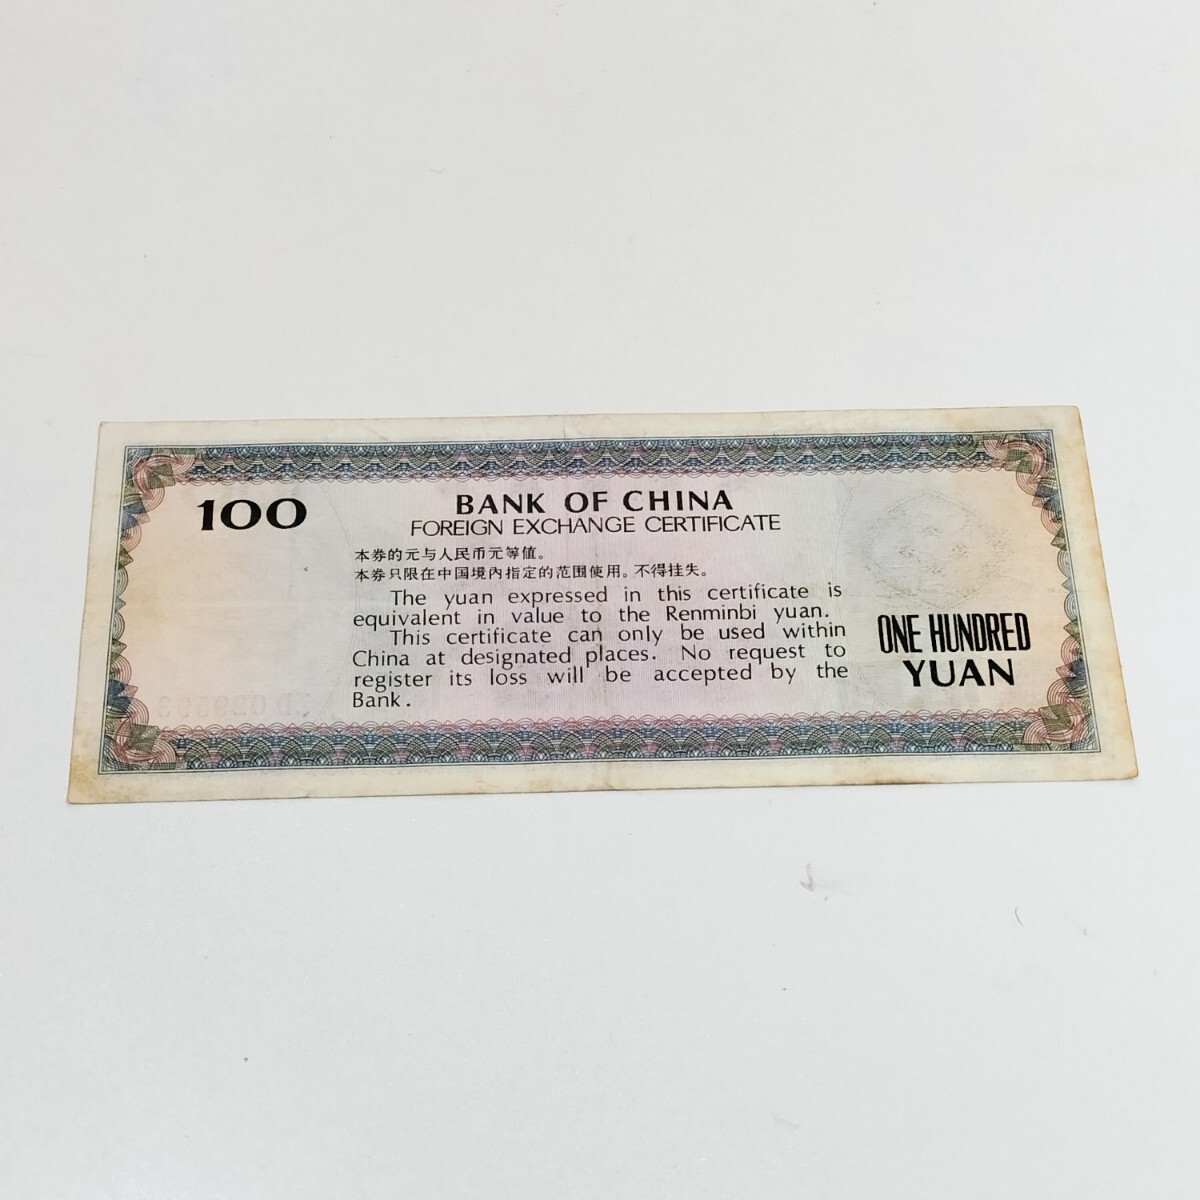 100
BANK OF CHINA
FOREIGN EXCHANGE CERTIFICATE
本券的元与人民币元等值。
本券只限在中国境内指定的范围使用。不得挂失。
The yuan expressed in this certificate is
equivalent in value to the Renminbi yuan.
This certificate can only be used within
China at designated places. No request to
register its loss will be accepted by the
Bank.
ONE HUNDRED
YUAN